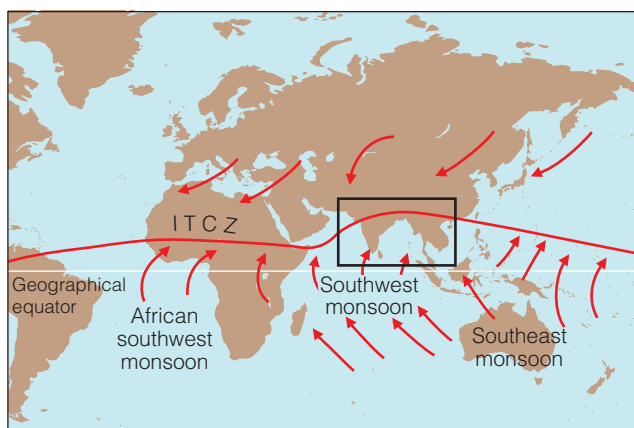 ITCZ
Geographical
equator
African
southwest
monsoon
Southwest
monsoon
Southeast
monsoon